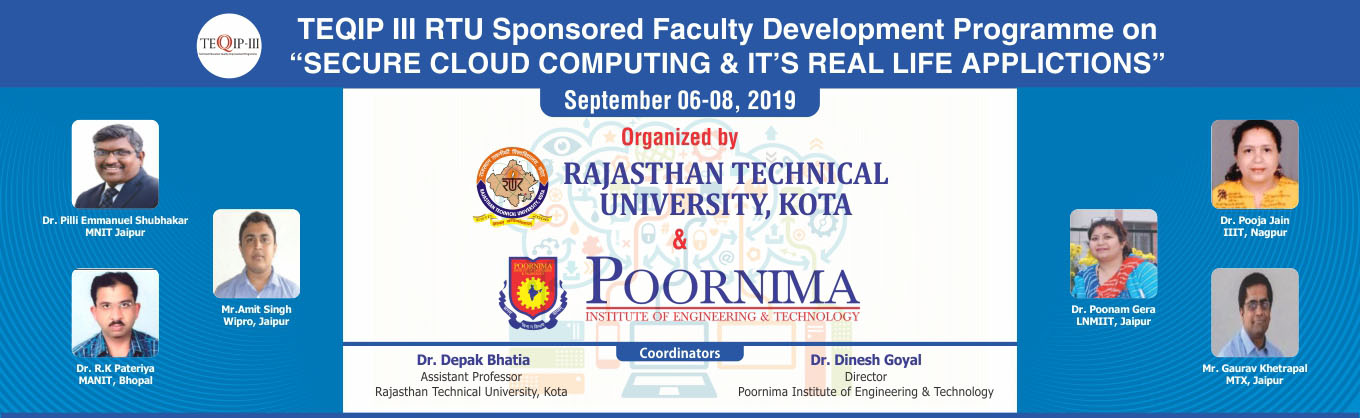 TEQIP-III
TEQIP III RTU Sponsored Faculty Development Programme on
“SECURE CLOUD COMPUTING & IT’S REAL LIFE APPLICTIONS”
September 06-08, 2019
Organized by
RAJASTHAN TECHNICAL
UNIVERSITY, KOTA
&
POORNIMA
INSTITUTE OF ENGINEERING & TECHNOLOGY
Dr. Pilli Emmanuel Shubhakar
MNIT Jaipur
Mr.Amit Singh
Wipro, Jaipur
Dr. R.K Pateriya
MANIT, Bhopal
Dr. Pooja Jain
IIIT, Nagpur
Dr. Poonam Gera
LNMIIT, Jaipur
Mr. Gaurav Khetrapal
MTX, Jaipur
Coordinators
Dr. Depak Bhatia
Assistant Professor
Rajasthan Technical University, Kota
Dr. Dinesh Goyal
Director
Poornima Institute of Engineering & Technology